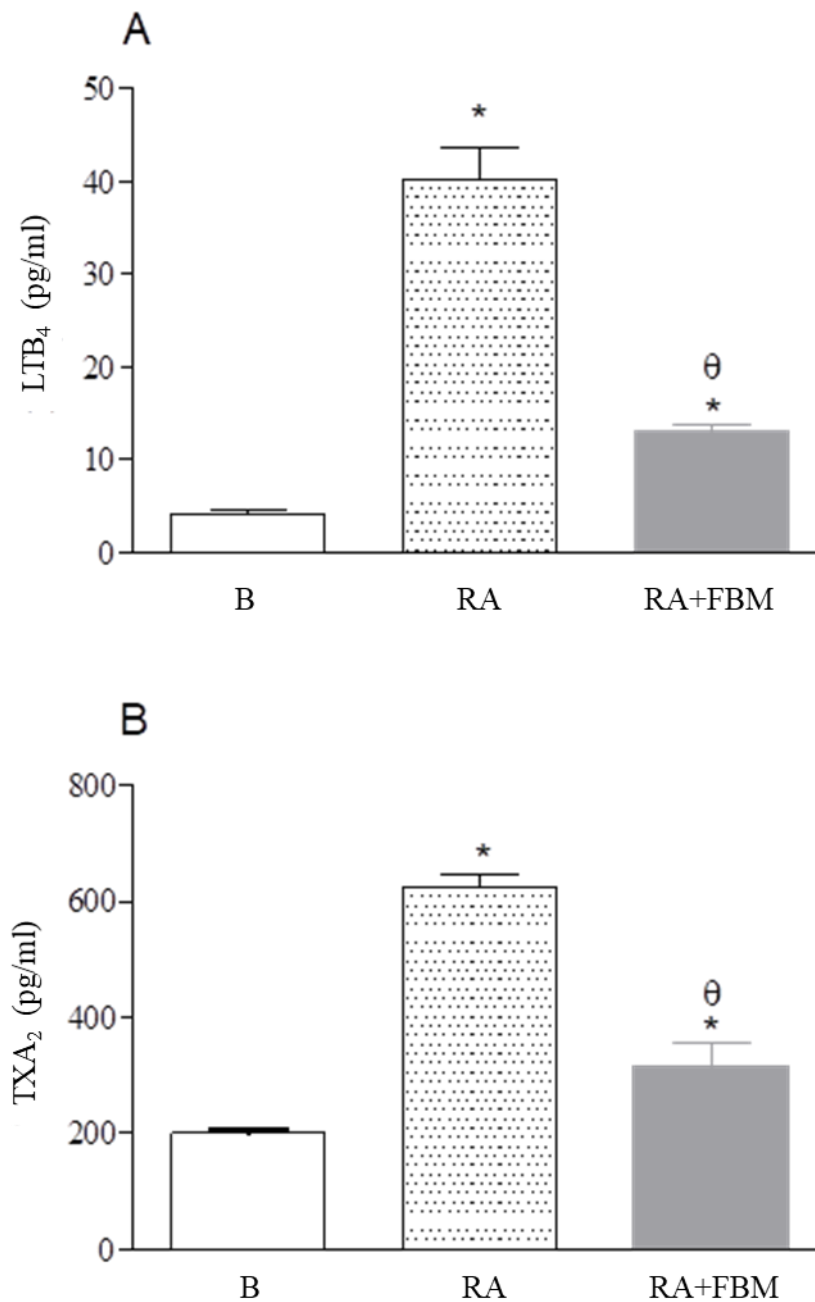 A
50
40
30
20
10
0
LTB₄ (pg/ml)
*
θ
*
B RA RA+FBM
B
800
600
400
200
0
TXA₂ (pg/ml)
*
θ
*
B RA RA+FBM